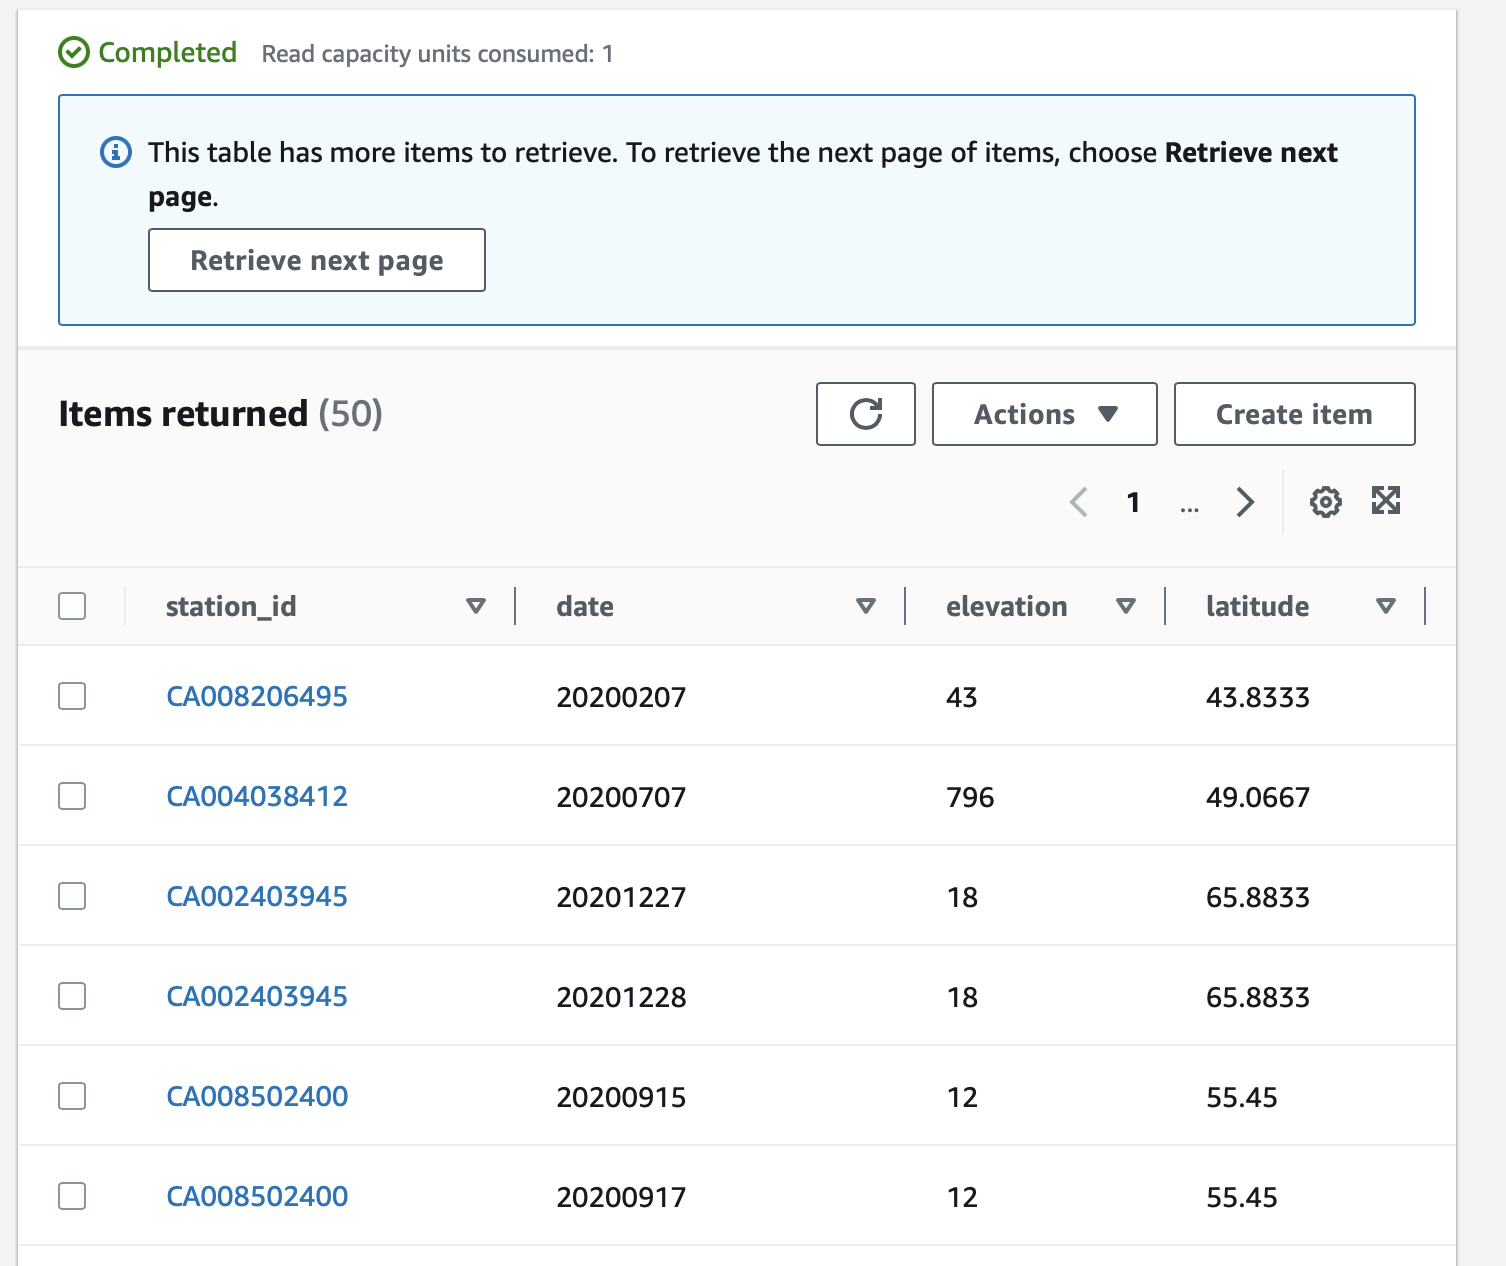 Completed Read capacity units consumed: 1
This table has more items to retrieve. To retrieve the next page of items, choose Retrieve next
page.
Retrieve next page
Items returned (50)
Actions
Create item
1 ...
station_id date elevation latitude
CA008206495 20200207 43 43.8333
CA004038412 20200707 796 49.0667
CA002403945 20201227 18 65.8833
CA002403945 20201228 18 65.8833
CA008502400 20200915 12 55.45
CA008502400 20200917 12 55.45